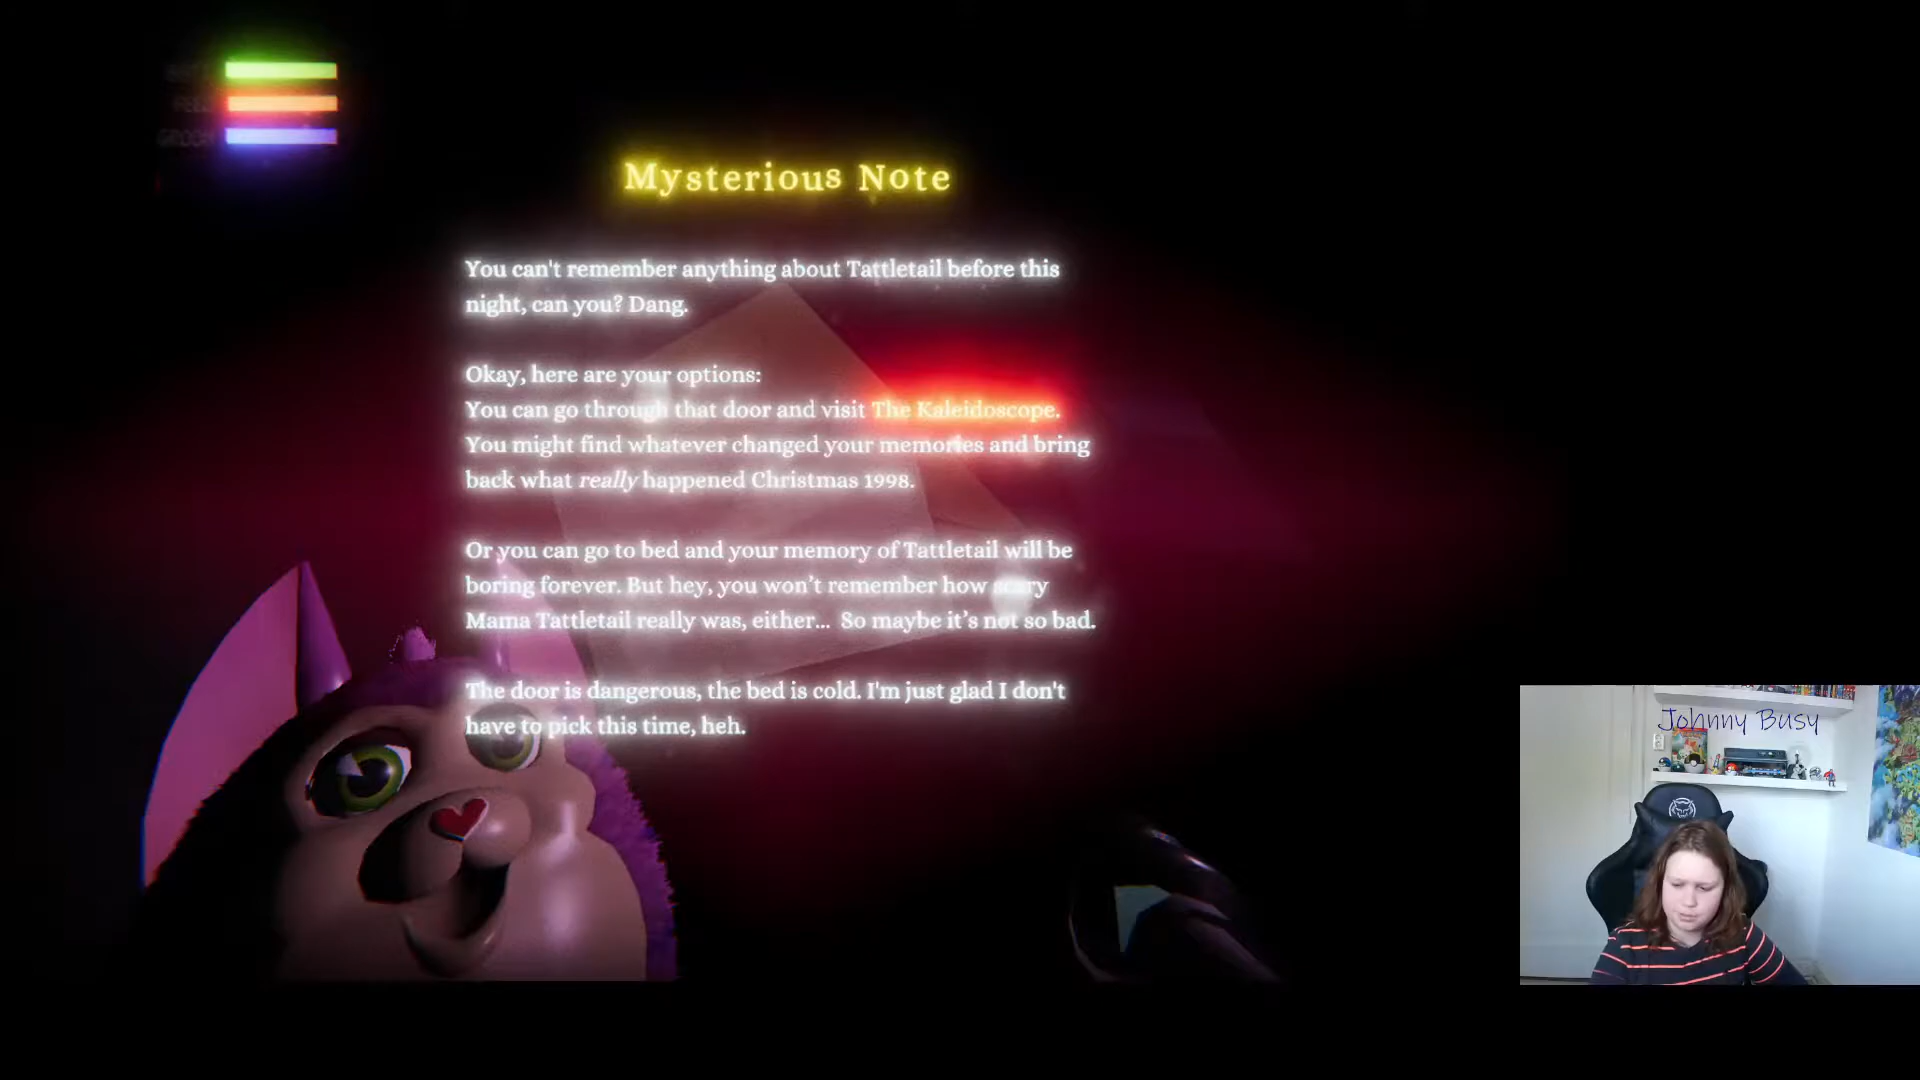 FEED
GROOM
Mysterious Note
You can't remember anything about Tattletail before this
night, can you? Dang.
Okay, here are your options:
You can go through that door and visit The Kaleidoscope.
You might find whatever changed your memories and bring
back what really happened Christmas 1998.
Or you can go to bed and your memory of Tattletail will be
boring forever. But hey, you won't remember how scary
Mama Tattletail really was, either... So maybe it's not so bad.
The door is dangerous, the bed is cold. I'm just glad I don't
have to pick this time, heh.
Johnny Busy